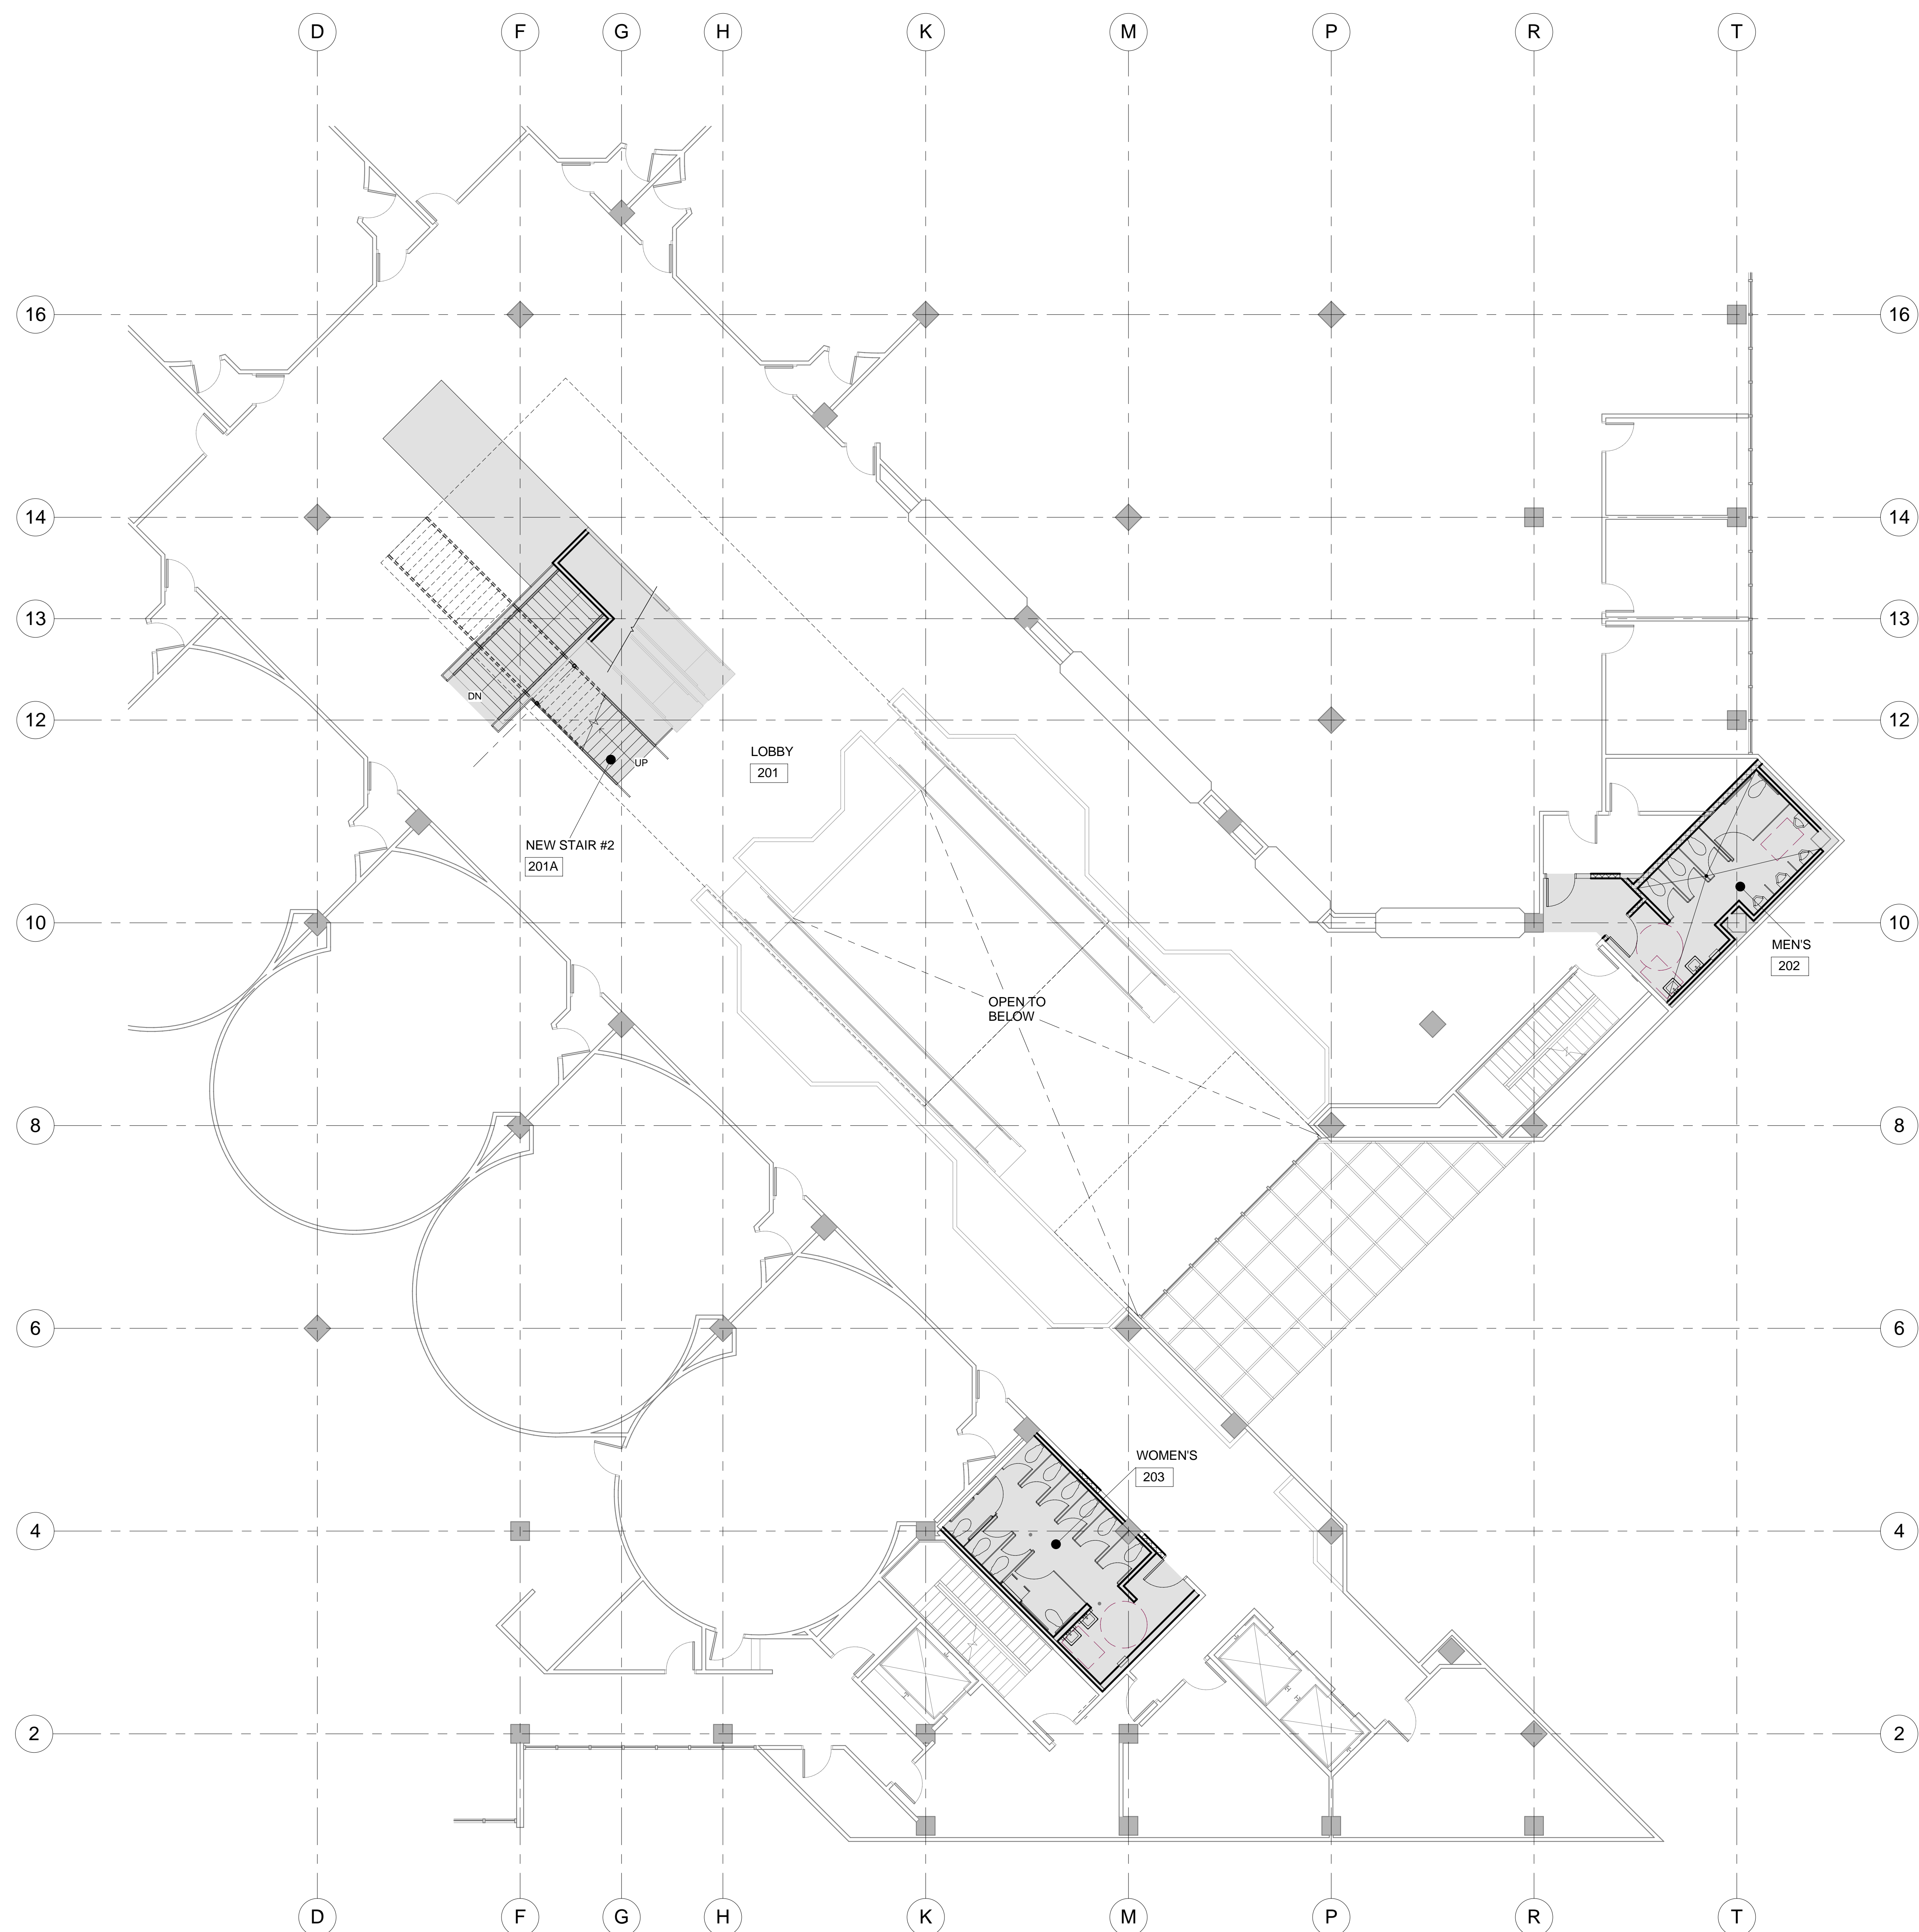 D F G H K M P R T
16 16
14 14
13 13
DN
12 12
LOBBY
201
UP
NEW STAIR #2
201A
10 10
MEN'S
202
OPEN TO
BELOW
8 8
6 6
WOMEN'S
203
4 4
2 2
D F G H K M P R T